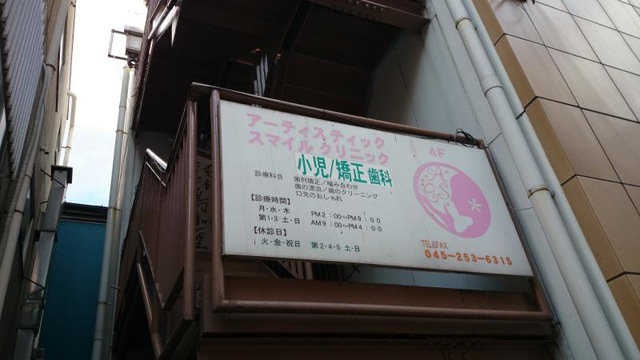 アーティスティック
スマイルクリニック
4F
小児/矯正歯科
診療科目 歯列矯正/噛み合わせ
歯の漂浴/歯のクリーニング
口元のおしゃれ
【診療時間】
月・水・木 PM2:00〜PM9:00
第1・3 土・日 AM9:00〜PM4:00
【休診日】
火・金・祝日 第2・4・5 土・日
TEL&FAX
045-253-6315